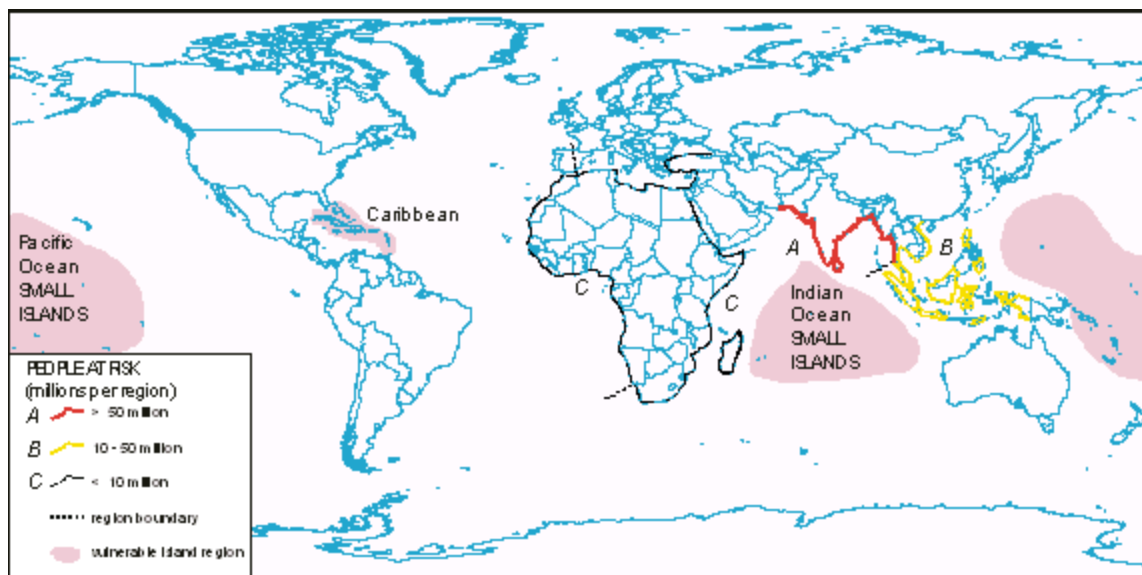 Caribbean
Pacific
Ocean
SMALL
ISLANDS
A
B
C
C
Indian
Ocean
SMALL
ISLANDS
PEOPLE AT RISK
(millions per region)
A > 50 million
B 10 - 50 million
C < 10 million
region boundary
vulnerable island region